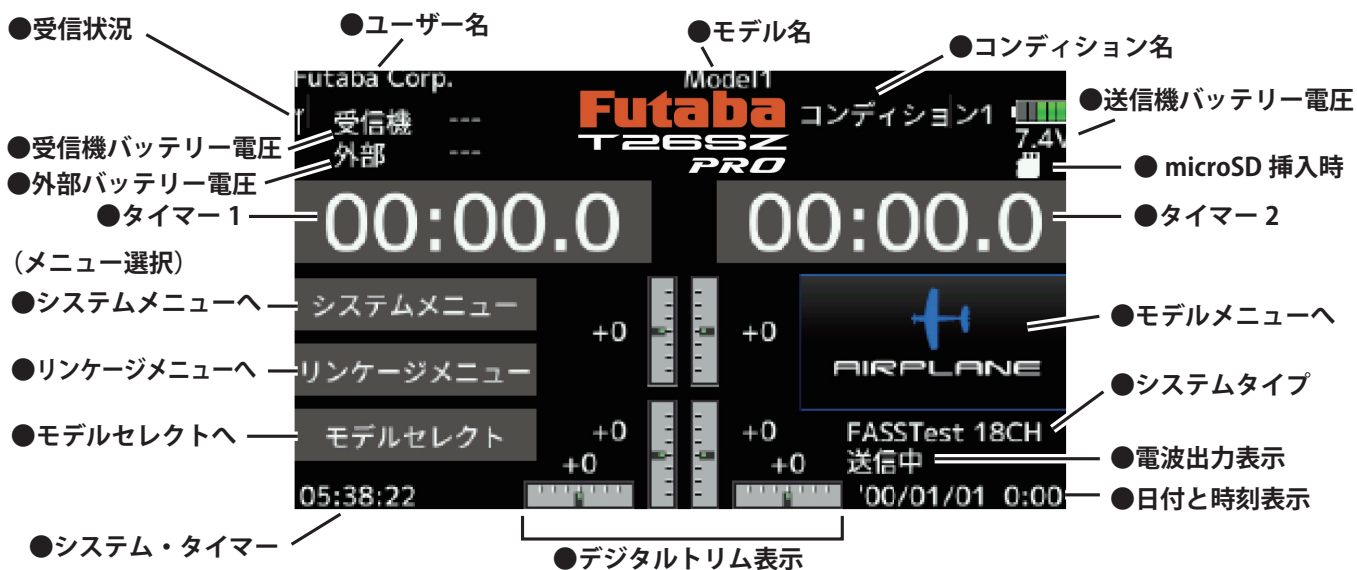 ●受信状況
●ユーザー名
●モデル名
●コンディション名
Futaba Corp.
Model1
●送信機バッテリー電圧
Futaba
T26SZ
PRO
受信機 ---
コンディション1
7.4V
●受信機バッテリー電圧
外部 ---
●外部バッテリー電圧
● microSD 挿入時
●タイマー 1
00:00.0
00:00.0
●タイマー 2
（メニュー選択）
●システムメニューへ
システムメニュー
+0
+0
AIRPLANE
●モデルメニューへ
●リンケージメニューへ
リンケージメニュー
●システムタイプ
●モデルセレクトへ
モデルセレクト
+0
+0
FASSTest 18CH
+0
+0
送信中
●電波出力表示
05:38:22
'00/01/01 0:00
●日付と時刻表示
●システム・タイマー
●デジタルトリム表示